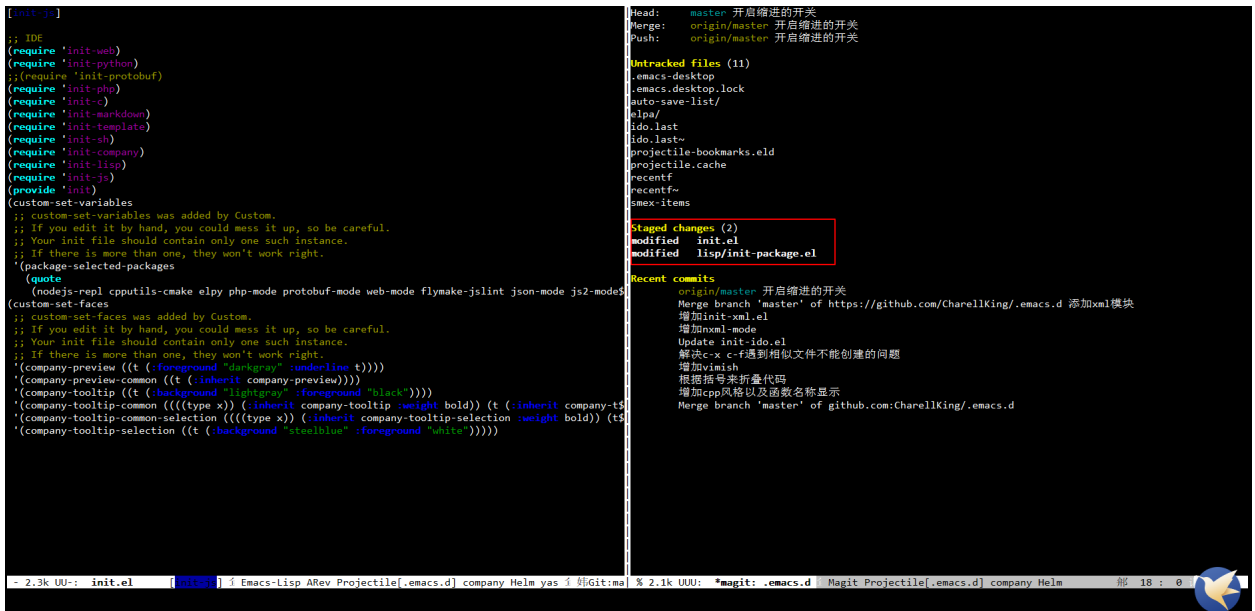 [init-js]
;; IDE
(require 'init-web)
(require 'init-python)
;;(require 'init-protobuf)
(require 'init-php)
(require 'init-c)
(require 'init-markdown)
(require 'init-template)
(require 'init-sh)
(require 'init-company)
(require 'init-lisp)
(require 'init-js)
(provide 'init)
(custom-set-variables
;; custom-set-variables was added by Custom.
;; If you edit it by hand, you could mess it up, so be careful.
;; Your init file should contain only one such instance.
;; If there is more than one, they won't work right.
'(package-selected-packages
(quote
(nodejs-repl cpputils-cmake elpy php-mode protobuf-mode web-mode flymake-jslint json-mode js2-mode$
(custom-set-faces
;; custom-set-faces was added by Custom.
;; If you edit it by hand, you could mess it up, so be careful.
;; Your init file should contain only one such instance.
;; If there is more than one, they won't work right.
'(company-preview ((t (:foreground "darkgray" :underline t))))
'(company-preview-common ((t (:inherit company-preview))))
'(company-tooltip ((t (:background "lightgray" :foreground "black"))))
'(company-tooltip-common ((((type x)) (:inherit company-tooltip :weight bold)) (t (:inherit company-t$
'(company-tooltip-common-selection ((((type x)) (:inherit company-tooltip-selection :weight bold)) (t$
'(company-tooltip-selection ((t (:background "steelblue" :foreground "white")))))
- 2.3k UU-: init.el [] Emacs-Lisp ARev Projectile[.emacs.d] company Helm yas Git:ma
Head: master 开启缩进的开关
Merge: origin/master 开启缩进的开关
Push: origin/master 开启缩进的开关
Untracked files (11)
.emacs-desktop
.emacs.desktop.lock
auto-save-list/
elpa/
ido.last
ido.last~
projectile-bookmarks.eld
projectile.cache
recentf
recentf~
smex-items
Staged changes (2)
modified init.el
modified lisp/init-package.el
Recent commits
origin/master 开启缩进的开关
Merge branch 'master' of https://github.com/CharellKing/.emacs.d 添加xml模块
增加init-xml.el
增加nxml-mode
Update init-ido.el
解决c-x c-f遇到相似文件不能创建的问题
增加vimish
根据括号来折叠代码
增加cpp风格以及函数名称显示
Merge branch 'master' of github.com:CharellKing/.emacs.d
% 2.1k UUU: *magit: .emacs.d Magit Projectile[.emacs.d] company Helm 18 : 0